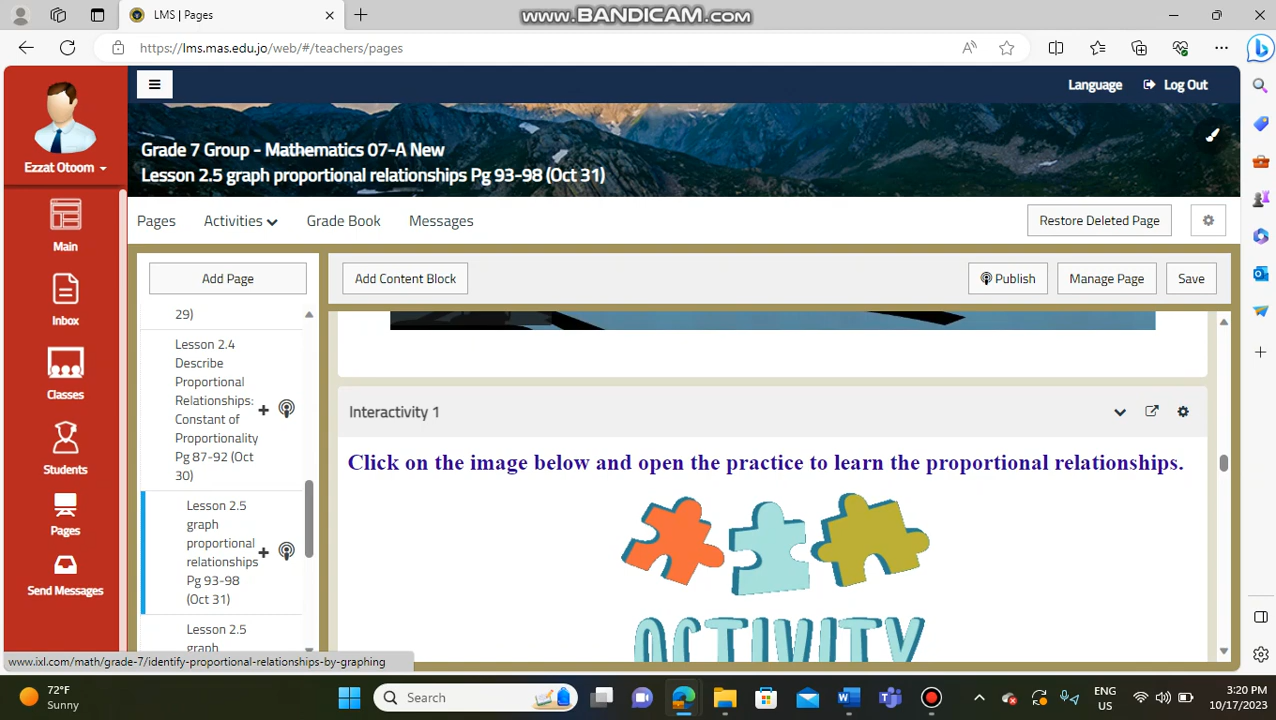 LMS | Pages
www.BANDICAM.com
https://lms.mas.edu.jo/web/#/teachers/pages
Language
Log Out
Ezzat Otoom
Grade 7 Group - Mathematics 07-A New
Lesson 2.5 graph proportional relationships Pg 93-98 (Oct 31)
Pages
Activities
Grade Book
Messages
Restore Deleted Page
Main
Inbox
Classes
Students
Pages
Send Messages
Add Page
Add Content Block
Publish
Manage Page
Save
29)
Lesson 2.4
Describe
Proportional
Relationships:
Constant of
Proportionality
Pg 87-92 (Oct
30)
Lesson 2.5
graph
proportional
relationships
Pg 93-98
(Oct 31)
Lesson 2.5
graph
Interactivity 1
Click on the image below and open the practice to learn the proportional relationships.
ACTIVITY
www.ixl.com/math/grade-7/identify-proportional-relationships-by-graphing
72°F
Sunny
Search
ENG
US
3:20 PM
10/17/2023